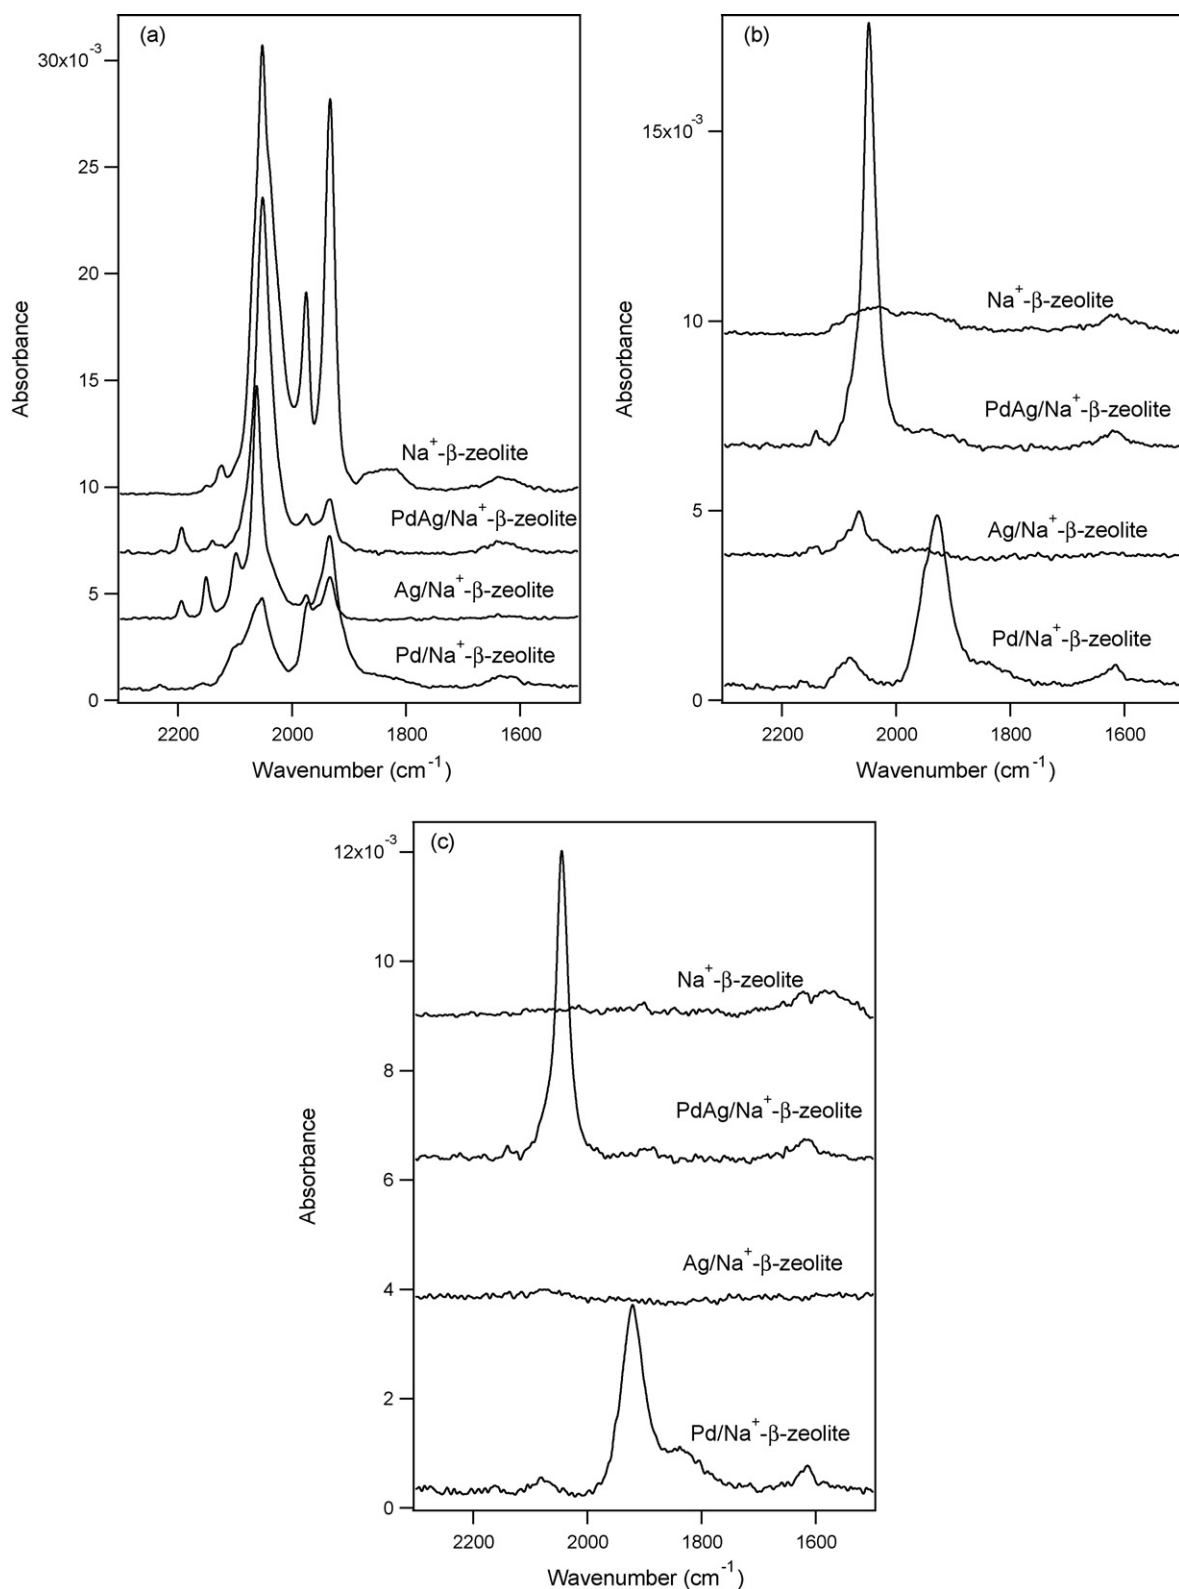 (a)
30x10⁻³
25
20
15
10
5
0
Absorbance
Na⁺-β-zeolite
PdAg/Na⁺-β-zeolite
Ag/Na⁺-β-zeolite
Pd/Na⁺-β-zeolite
2200 2000 1800 1600
Wavenumber (cm⁻¹)
(b)
15x10⁻³
10
5
0
Absorbance
Na⁺-β-zeolite
PdAg/Na⁺-β-zeolite
Ag/Na⁺-β-zeolite
Pd/Na⁺-β-zeolite
2200 2000 1800 1600
Wavenumber (cm⁻¹)
(c)
12x10⁻³
10
8
6
4
2
0
Absorbance
Na⁺-β-zeolite
PdAg/Na⁺-β-zeolite
Ag/Na⁺-β-zeolite
Pd/Na⁺-β-zeolite
2200 2000 1800 1600
Wavenumber (cm⁻¹)